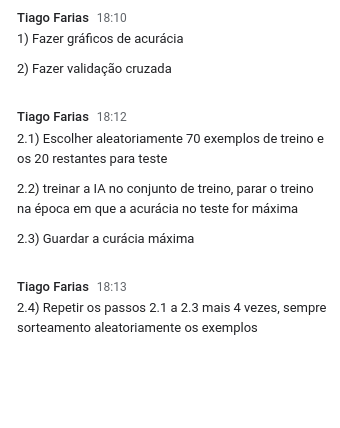 Tiago Farias 18:10
1) Fazer gráficos de acurácia
2) Fazer validação cruzada
Tiago Farias 18:12
2.1) Escolher aleatoriamente 70 exemplos de treino e
os 20 restantes para teste
2.2) treinar a IA no conjunto de treino, parar o treino
na época em que a acurácia no teste for máxima
2.3) Guardar a curácia máxima
Tiago Farias 18:13
2.4) Repetir os passos 2.1 a 2.3 mais 4 vezes, sempre
sorteamento aleatoriamente os exemplos